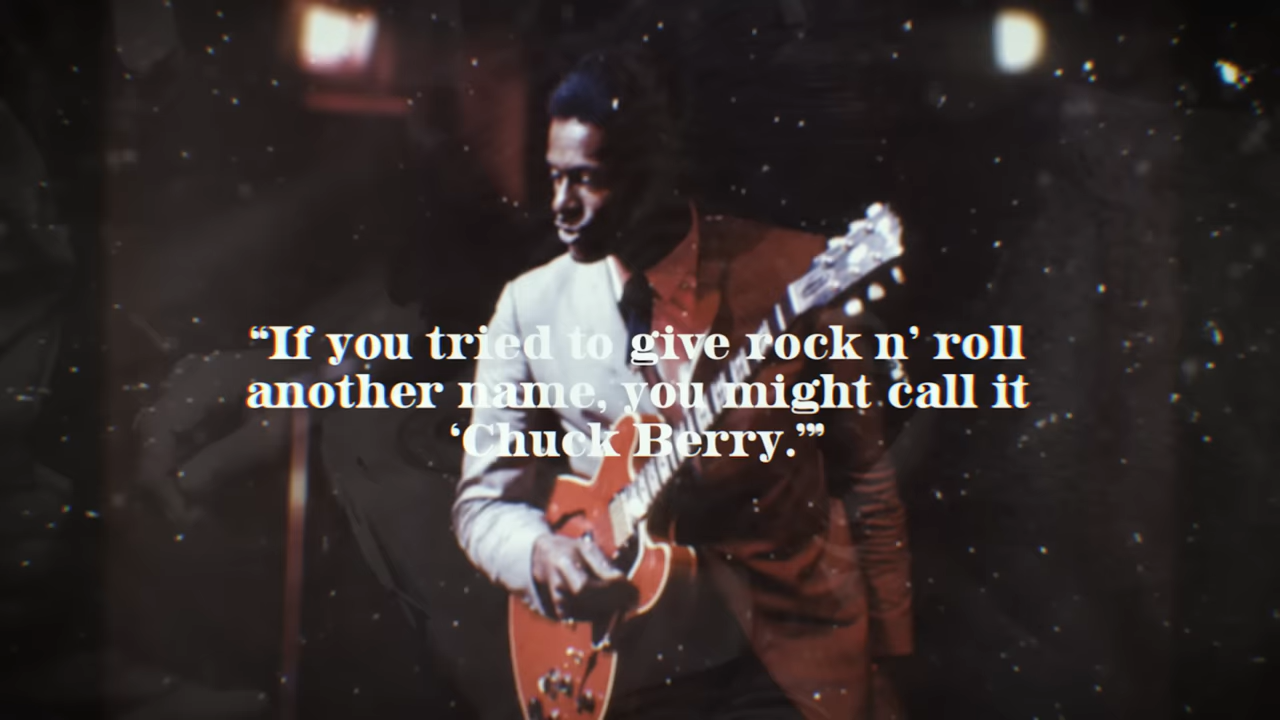 “If you tried to give rock n’ roll
another name, you might call it
‘Chuck Berry.’”